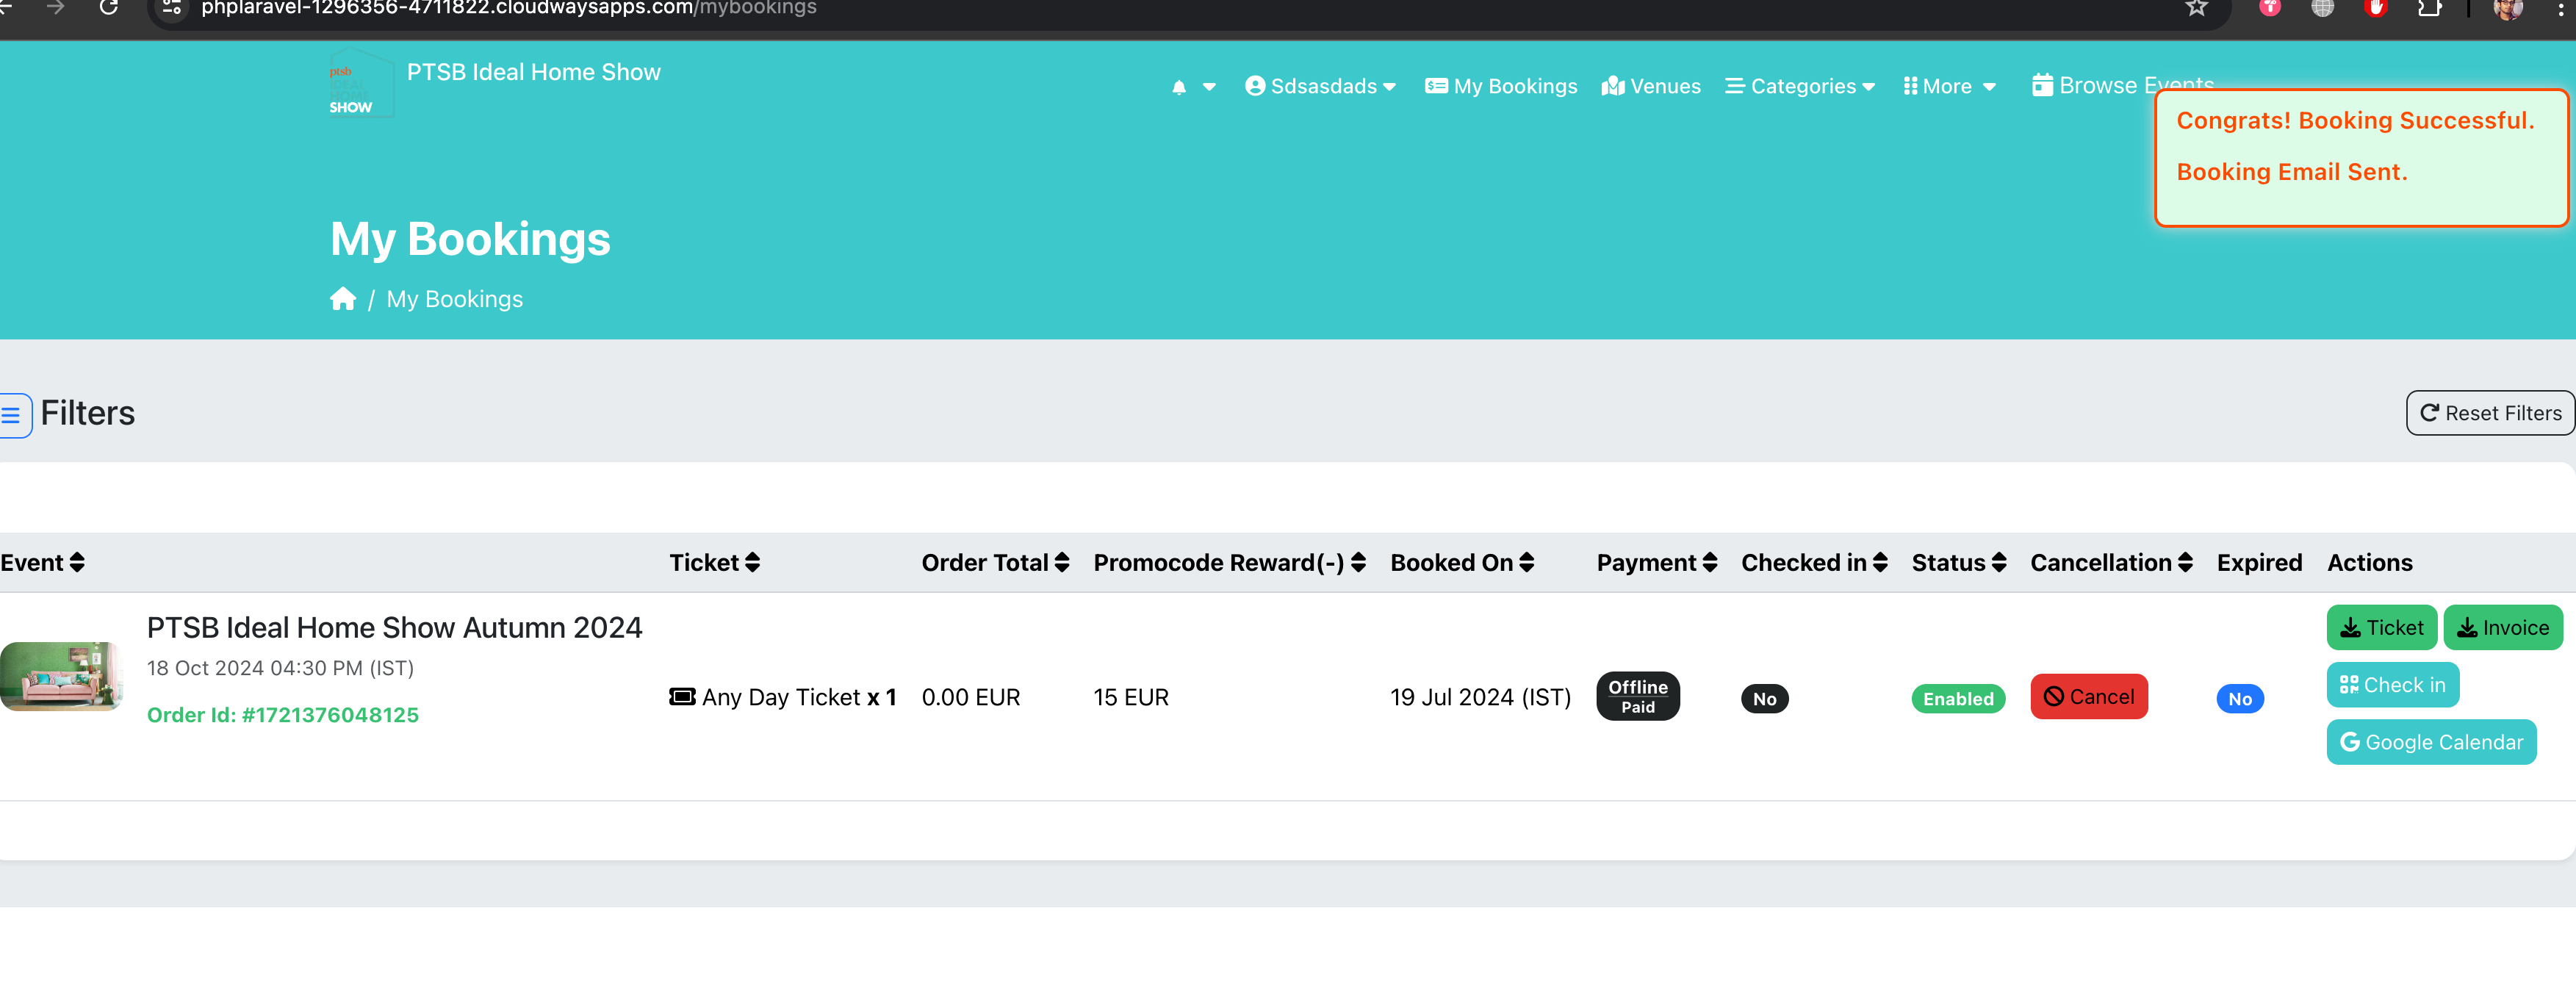 phplaravel-1296356-4711822.cloudwaysapps.com/mybookings
ptsb
IDEAL
HOME
SHOW
PTSB Ideal Home Show
Sdsasdads
My Bookings
Venues
Categories
More
Browse Events
Congrats! Booking Successful.
Booking Email Sent.
My Bookings
/ My Bookings
Filters
Reset Filters
Event Ticket Order Total Promocode Reward(-) Booked On Payment Checked in Status Cancellation Expired Actions
PTSB Ideal Home Show Autumn 2024
18 Oct 2024 04:30 PM (IST)
Order Id: #1721376048125
Any Day Ticket x 1
0.00 EUR
15 EUR
19 Jul 2024 (IST)
Offline
Paid
No
Enabled
Cancel
No
Ticket
Invoice
Check in
Google Calendar